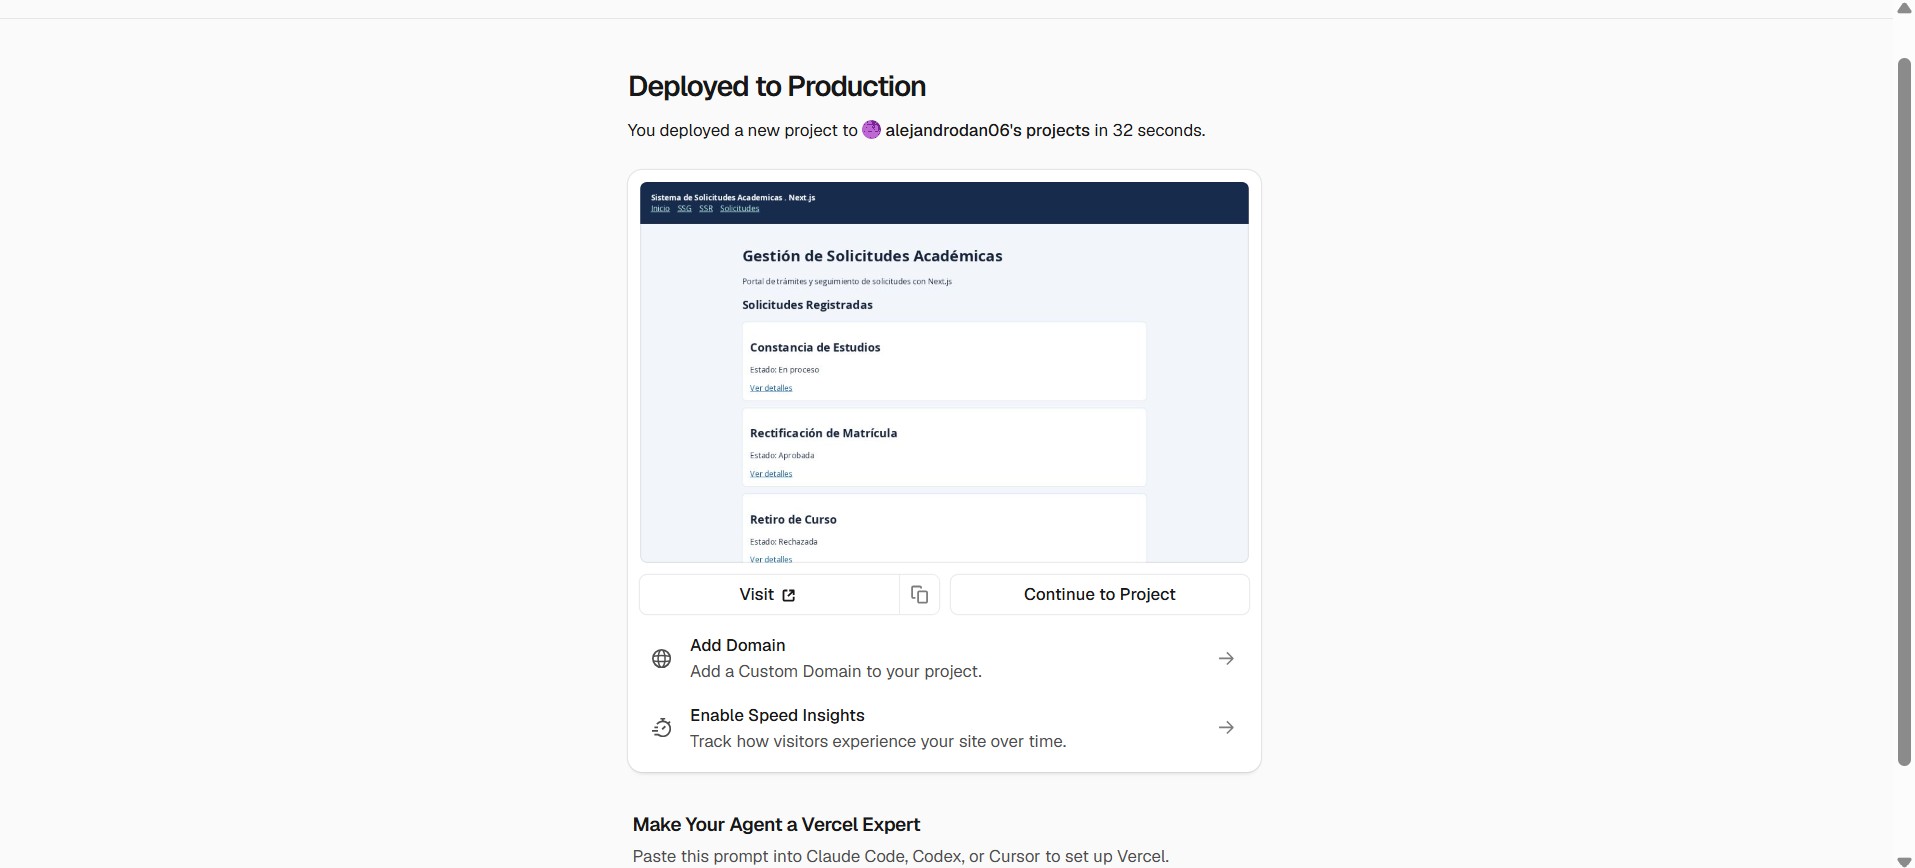 Deployed to Production
You deployed a new project to alejandrodan06's projects in 32 seconds.
Sistema de Solicitudes Academicas . Next.js
Inicio SSG SSR Solicitudes
Gestión de Solicitudes Académicas
Portal de trámites y seguimiento de solicitudes con Next.js
Solicitudes Registradas
Constancia de Estudios
Estado: En proceso
Ver detalles
Rectificación de Matrícula
Estado: Aprobada
Ver detalles
Retiro de Curso
Estado: Rechazada
Ver detalles
Visit
Continue to Project
Add Domain
Add a Custom Domain to your project.
Enable Speed Insights
Track how visitors experience your site over time.
Make Your Agent a Vercel Expert
Paste this prompt into Claude Code, Codex, or Cursor to set up Vercel.